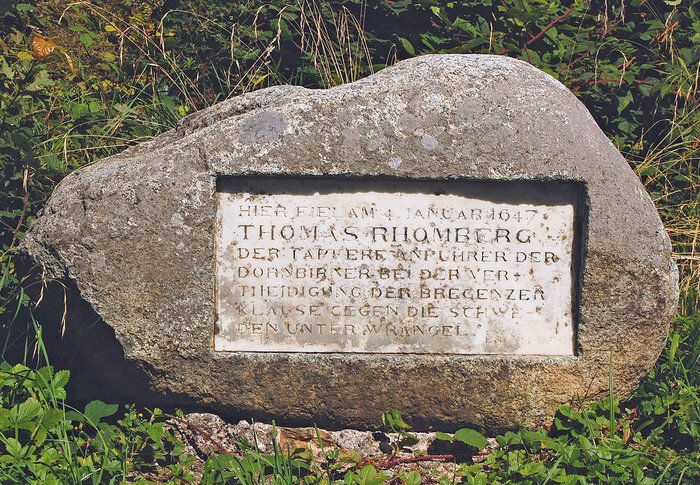 HIER FIEL AM 4. JANUAR 1647
THOMAS RHOMBERG
DER TAPFERE ANFÜHRER DER
DORNBIRNER BEI DER VER-
THEIDIGUNG DER BREGENZER
KLAUSE GEGEN DIE SCHWE-
DEN UNTER WRANGEL.